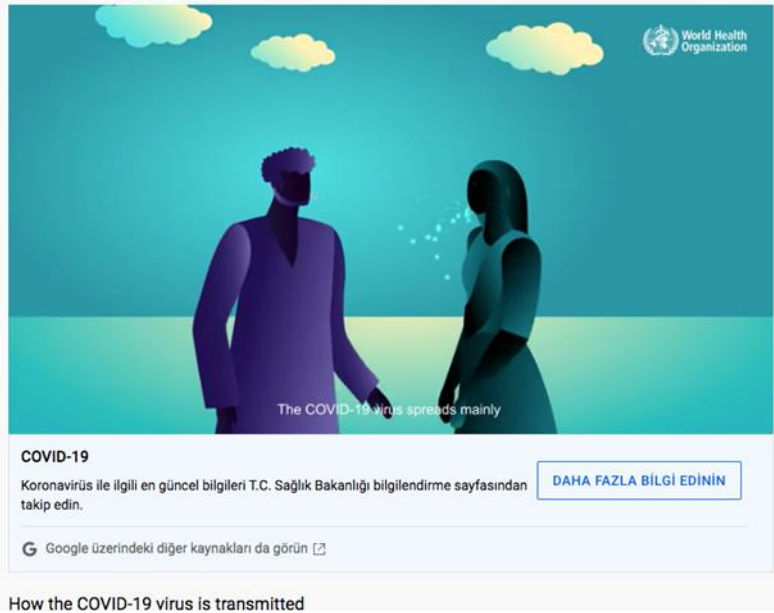 World Health
Organization
The COVID-19 virus spreads mainly
COVID-19
Koronavirüs ile ilgili en güncel bilgileri T.C. Sağlık Bakanlığı bilgilendirme sayfasından
takip edin.
DAHA FAZLA BİLGİ EDİNİN
Google üzerindeki diğer kaynakları da görün
How the COVID-19 virus is transmitted